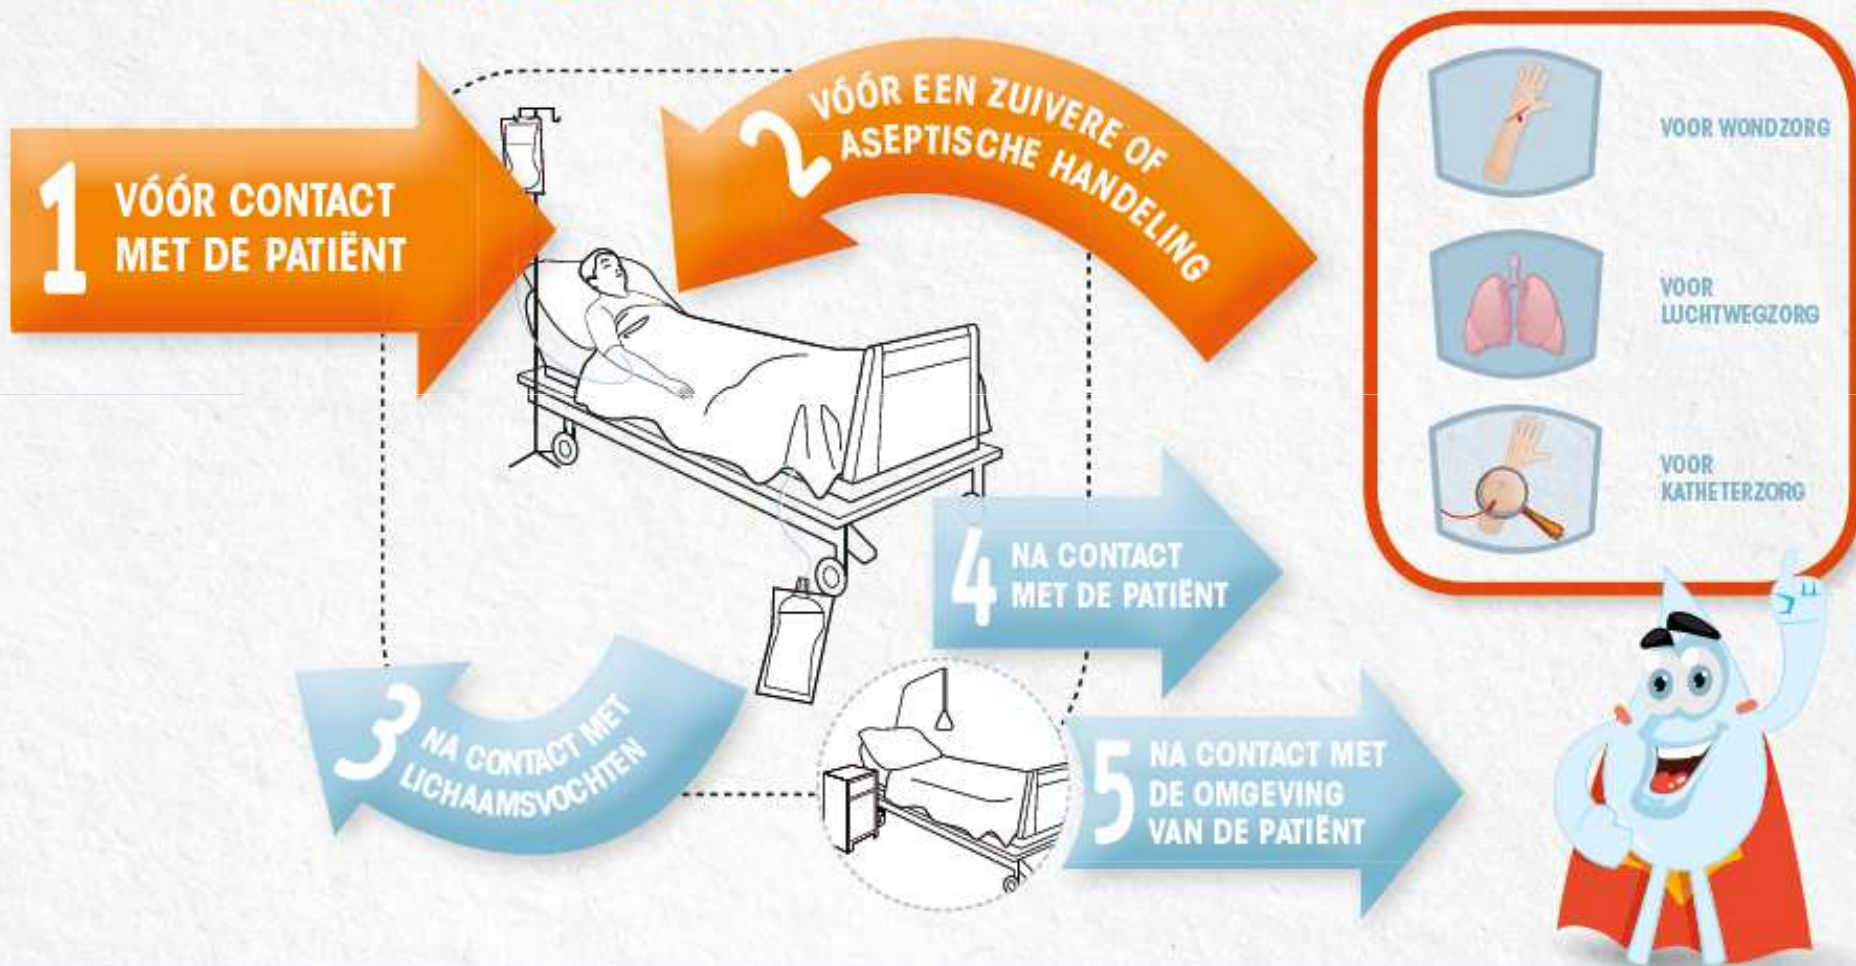 1
VÓÓR CONTACT
MET DE PATIËNT
2
VÓÓR EEN ZUIVERE OF
ASEPTISCHE HANDELING
3
NA CONTACT MET
LICHAAMSVOCHTEN
4
NA CONTACT
MET DE PATIËNT
5
NA CONTACT MET
DE OMGEVING
VAN DE PATIËNT
VOOR WONDZORG
VOOR
LUCHTWEGZORG
VOOR
KATHETERZORG